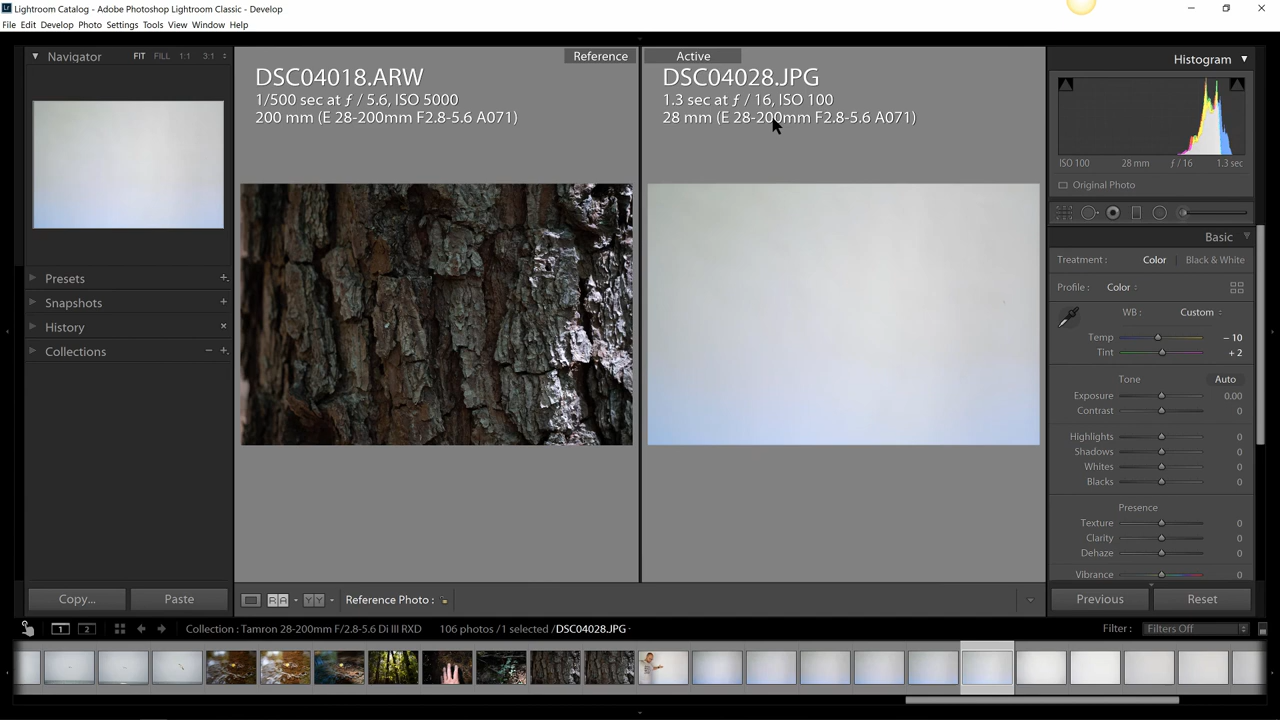 Lightroom Catalog - Adobe Photoshop Lightroom Classic - Develop
File Edit Develop Photo Settings Tools View Window Help
Navigator FIT FILL 1:1 3:1
Presets
Snapshots
History
Collections
Copy...
Paste
Reference
DSC04018.ARW
1/500 sec at ƒ / 5.6, ISO 5000
200 mm (E 28-200mm F2.8-5.6 A071)
Active
DSC04028.JPG
1.3 sec at ƒ / 16, ISO 100
28 mm (E 28-200mm F2.8-5.6 A071)
Histogram
ISO 100 28 mm ƒ / 16 1.3 sec
Original Photo
Basic
Treatment : Color Black & White
Profile : Color
WB : Custom
Temp - 10
Tint + 2
Tone Auto
Exposure 0.00
Contrast 0
Highlights 0
Shadows 0
Whites 0
Blacks 0
Presence
Texture 0
Clarity 0
Dehaze 0
Vibrance 0
Previous
Reset
RA YY Reference Photo :
1 2 Collection : Tamron 28-200mm F/2.8-5.6 Di III RXD 106 photos /1 selected /DSC04028.JPG
Filter : Filters Off